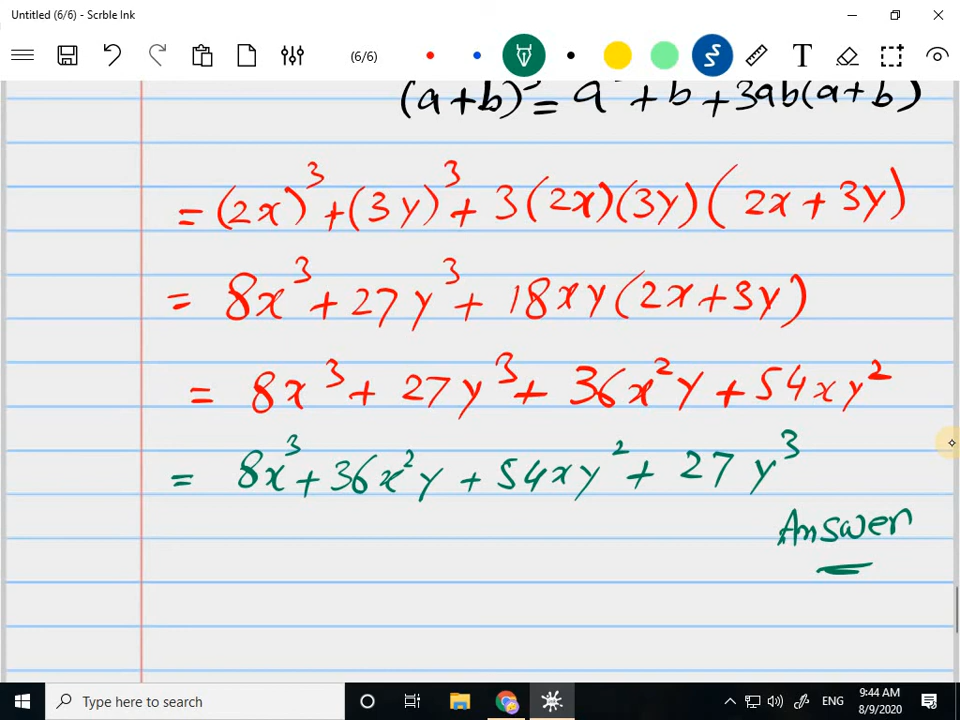 Untitled (6/6) - Scrble Ink
(6/6)
T
(a+b)³ = a³ + b³ + 3ab(a+b)
= (2x)³ + (3y)³ + 3(2x)(3y)(2x + 3y)
= 8x³ + 27y³ + 18xy(2x+3y)
= 8x³ + 27y³ + 36x²y + 54xy²
= 8x³ + 36x²y + 54xy² + 27y³
Answer
Type here to search
ENG
9:44 AM
8/9/2020